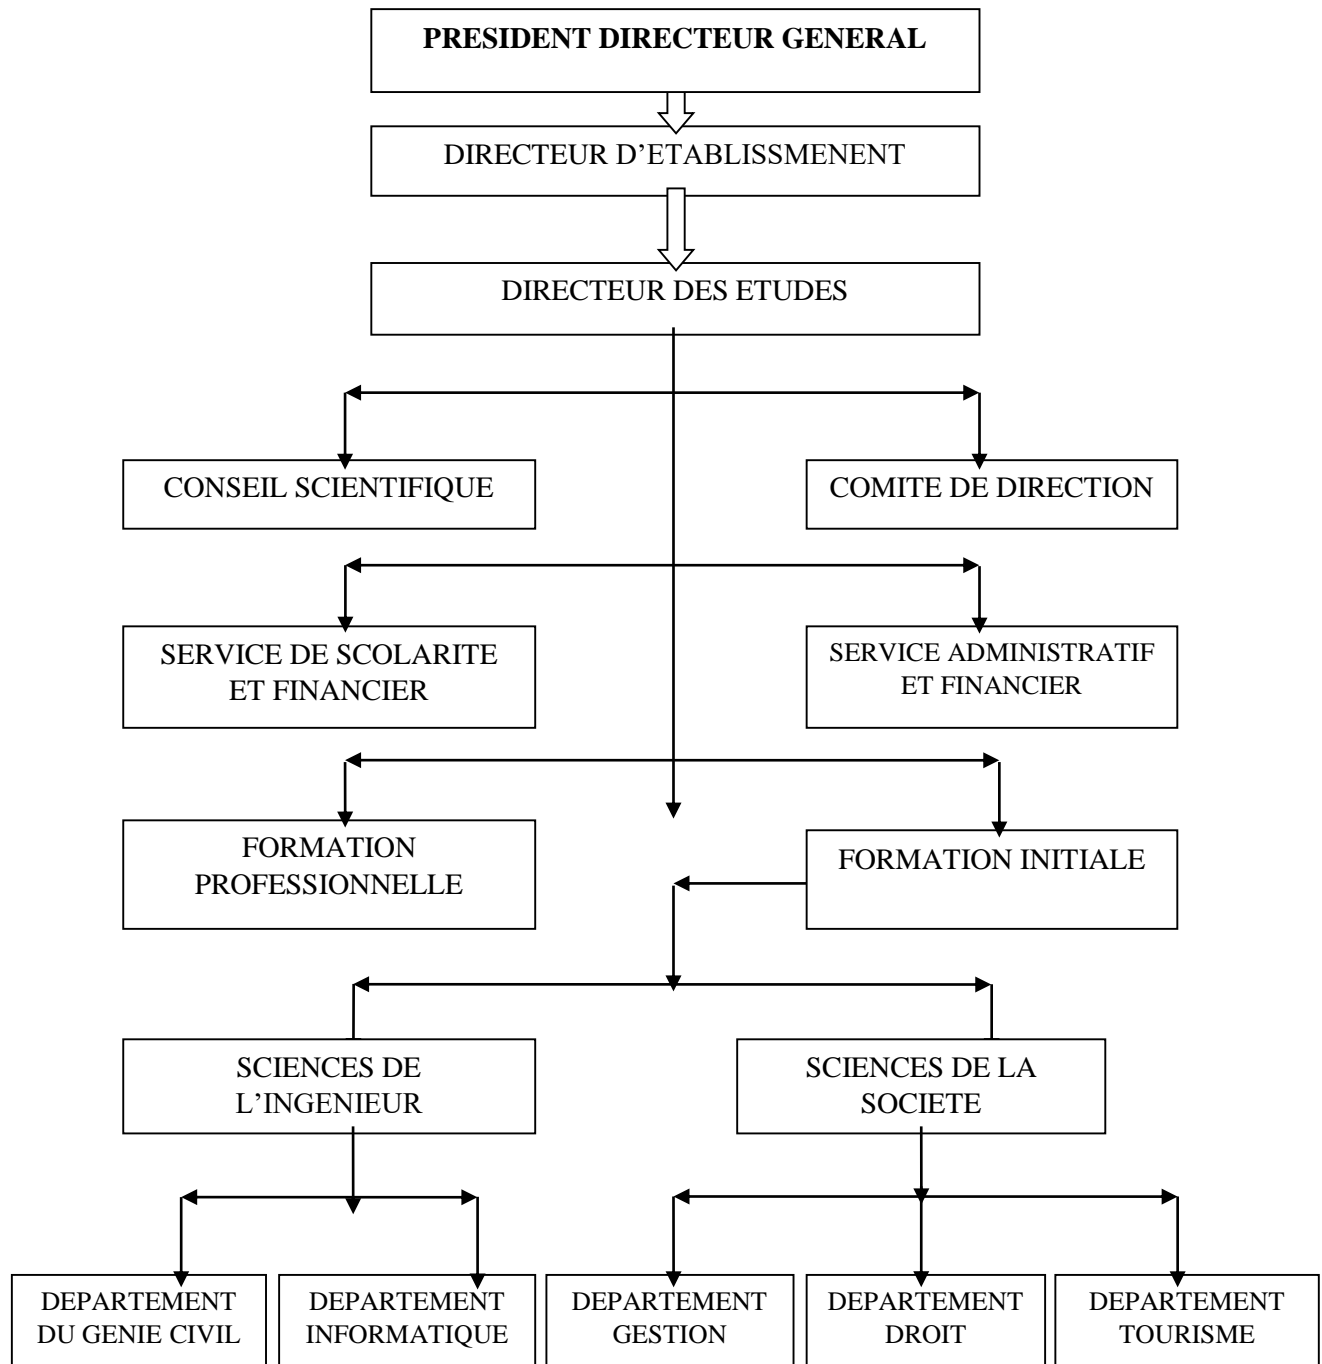 PRESIDENT DIRECTEUR GENERAL
DIRECTEUR D’ETABLISSMENENT
DIRECTEUR DES ETUDES
CONSEIL SCIENTIFIQUE
COMITE DE DIRECTION
SERVICE DE SCOLARITE
ET FINANCIER
SERVICE ADMINISTRATIF
ET FINANCIER
FORMATION
PROFESSIONNELLE
FORMATION INITIALE
SCIENCES DE
L’INGENIEUR
SCIENCES DE LA
SOCIETE
DEPARTEMENT
DU GENIE CIVIL
DEPARTEMENT
INFORMATIQUE
DEPARTEMENT
GESTION
DEPARTEMENT
DROIT
DEPARTEMENT
TOURISME